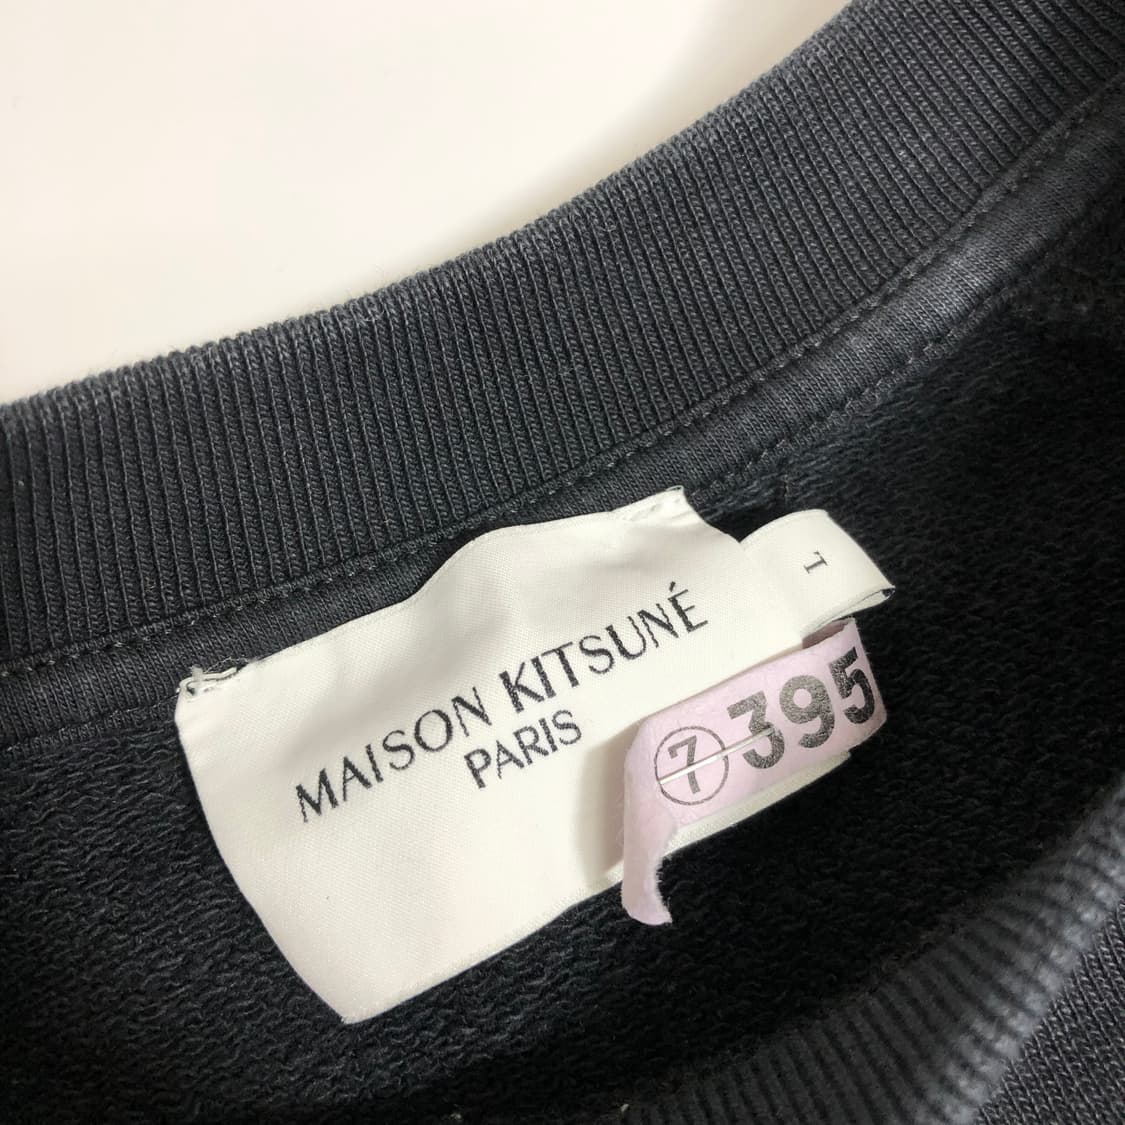 MAISON KITSUNÉ
PARIS
L
⑦ 395